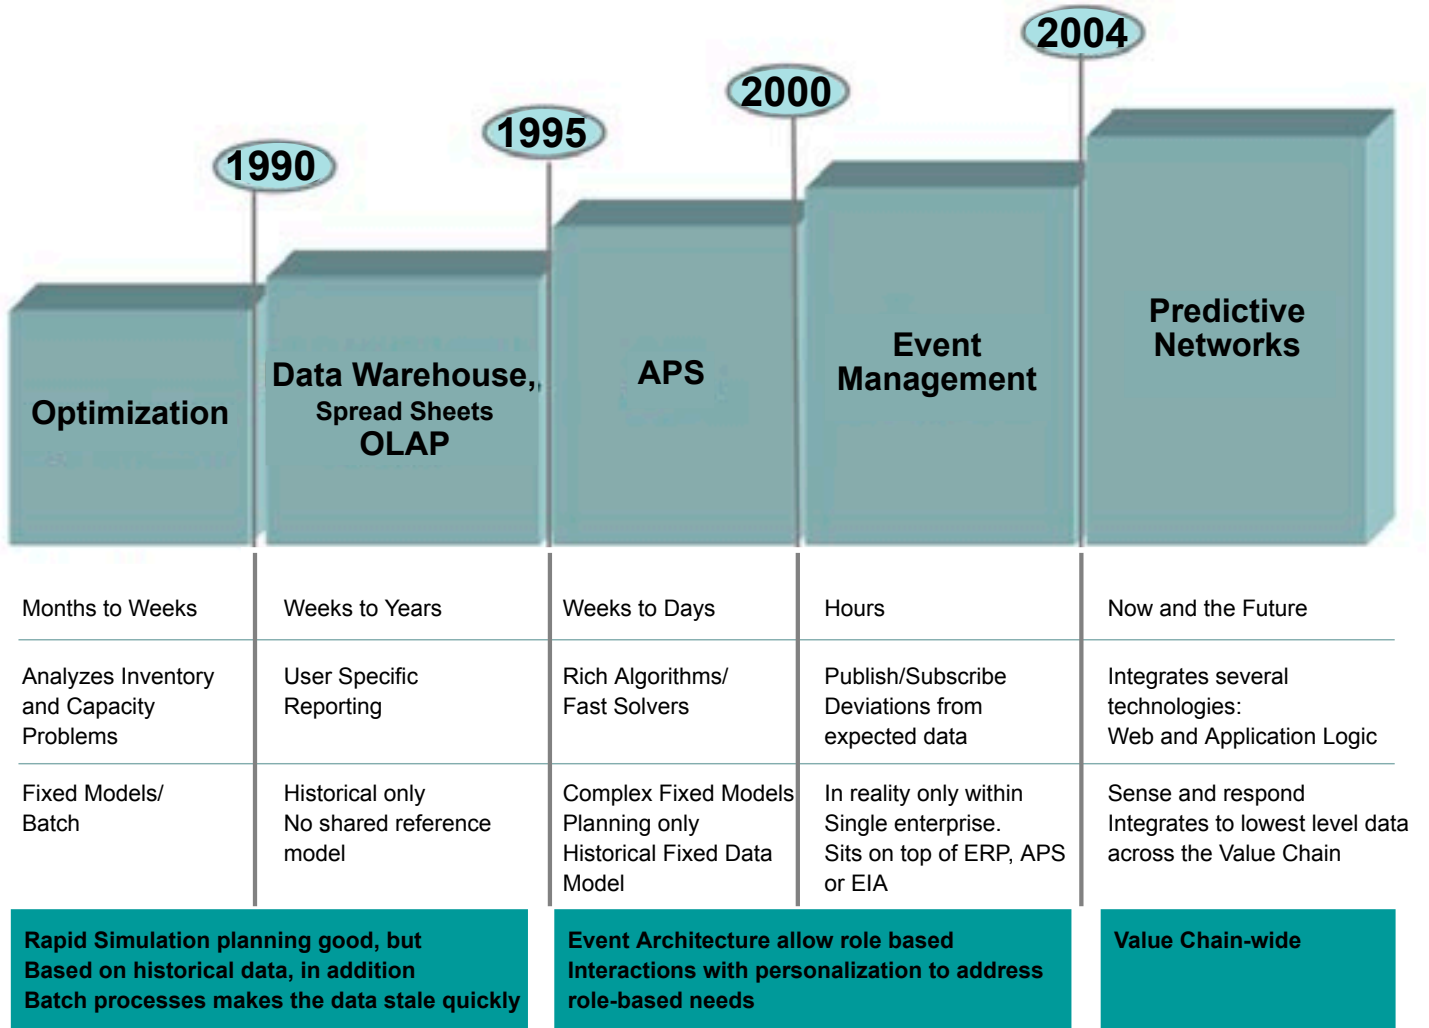 1990
1995
2000
2004
Optimization
Data Warehouse,
Spread Sheets
OLAP
APS
Event
Management
Predictive
Networks
Months to Weeks
Weeks to Years
Weeks to Days
Hours
Now and the Future
Analyzes Inventory
and Capacity
Problems
User Specific
Reporting
Rich Algorithms/
Fast Solvers
Publish/Subscribe
Deviations from
expected data
Integrates several
technologies:
Web and Application Logic
Fixed Models/
Batch
Historical only
No shared reference
model
Complex Fixed Models
Planning only
Historical Fixed Data
Model
In reality only within
Single enterprise.
Sits on top of ERP, APS
or EIA
Sense and respond
Integrates to lowest level data
across the Value Chain
Rapid Simulation planning good, but
Based on historical data, in addition
Batch processes makes the data stale quickly
Event Architecture allow role based
Interactions with personalization to address
role-based needs
Value Chain-wide